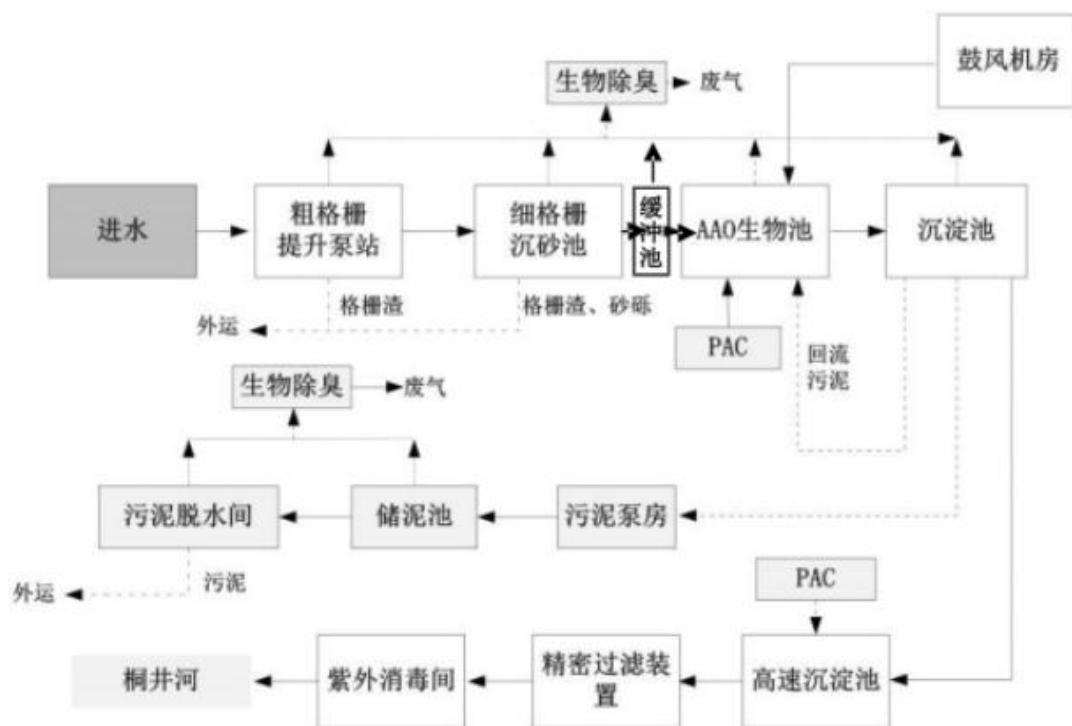 鼓风机房
生物除臭
废气
进水
粗格栅
提升泵站
细格栅
沉砂池
缓
冲
池
AAO生物池
沉淀池
格栅渣
格栅渣、砂砾
外运
PAC
回流
污泥
生物除臭
废气
污泥脱水间
储泥池
污泥泵房
污泥
外运
PAC
桐井河
紫外消毒间
精密过滤装
置
高速沉淀池